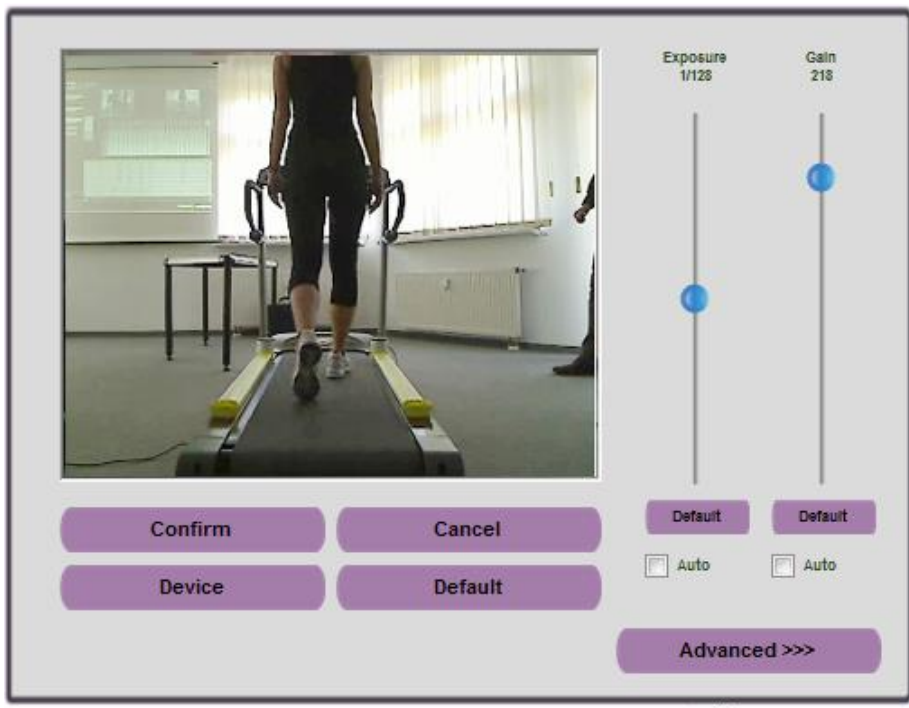 Exposure
1/128
Gain
218
Confirm
Cancel
Device
Default
Default
Default
Auto
Auto
Advanced >>>